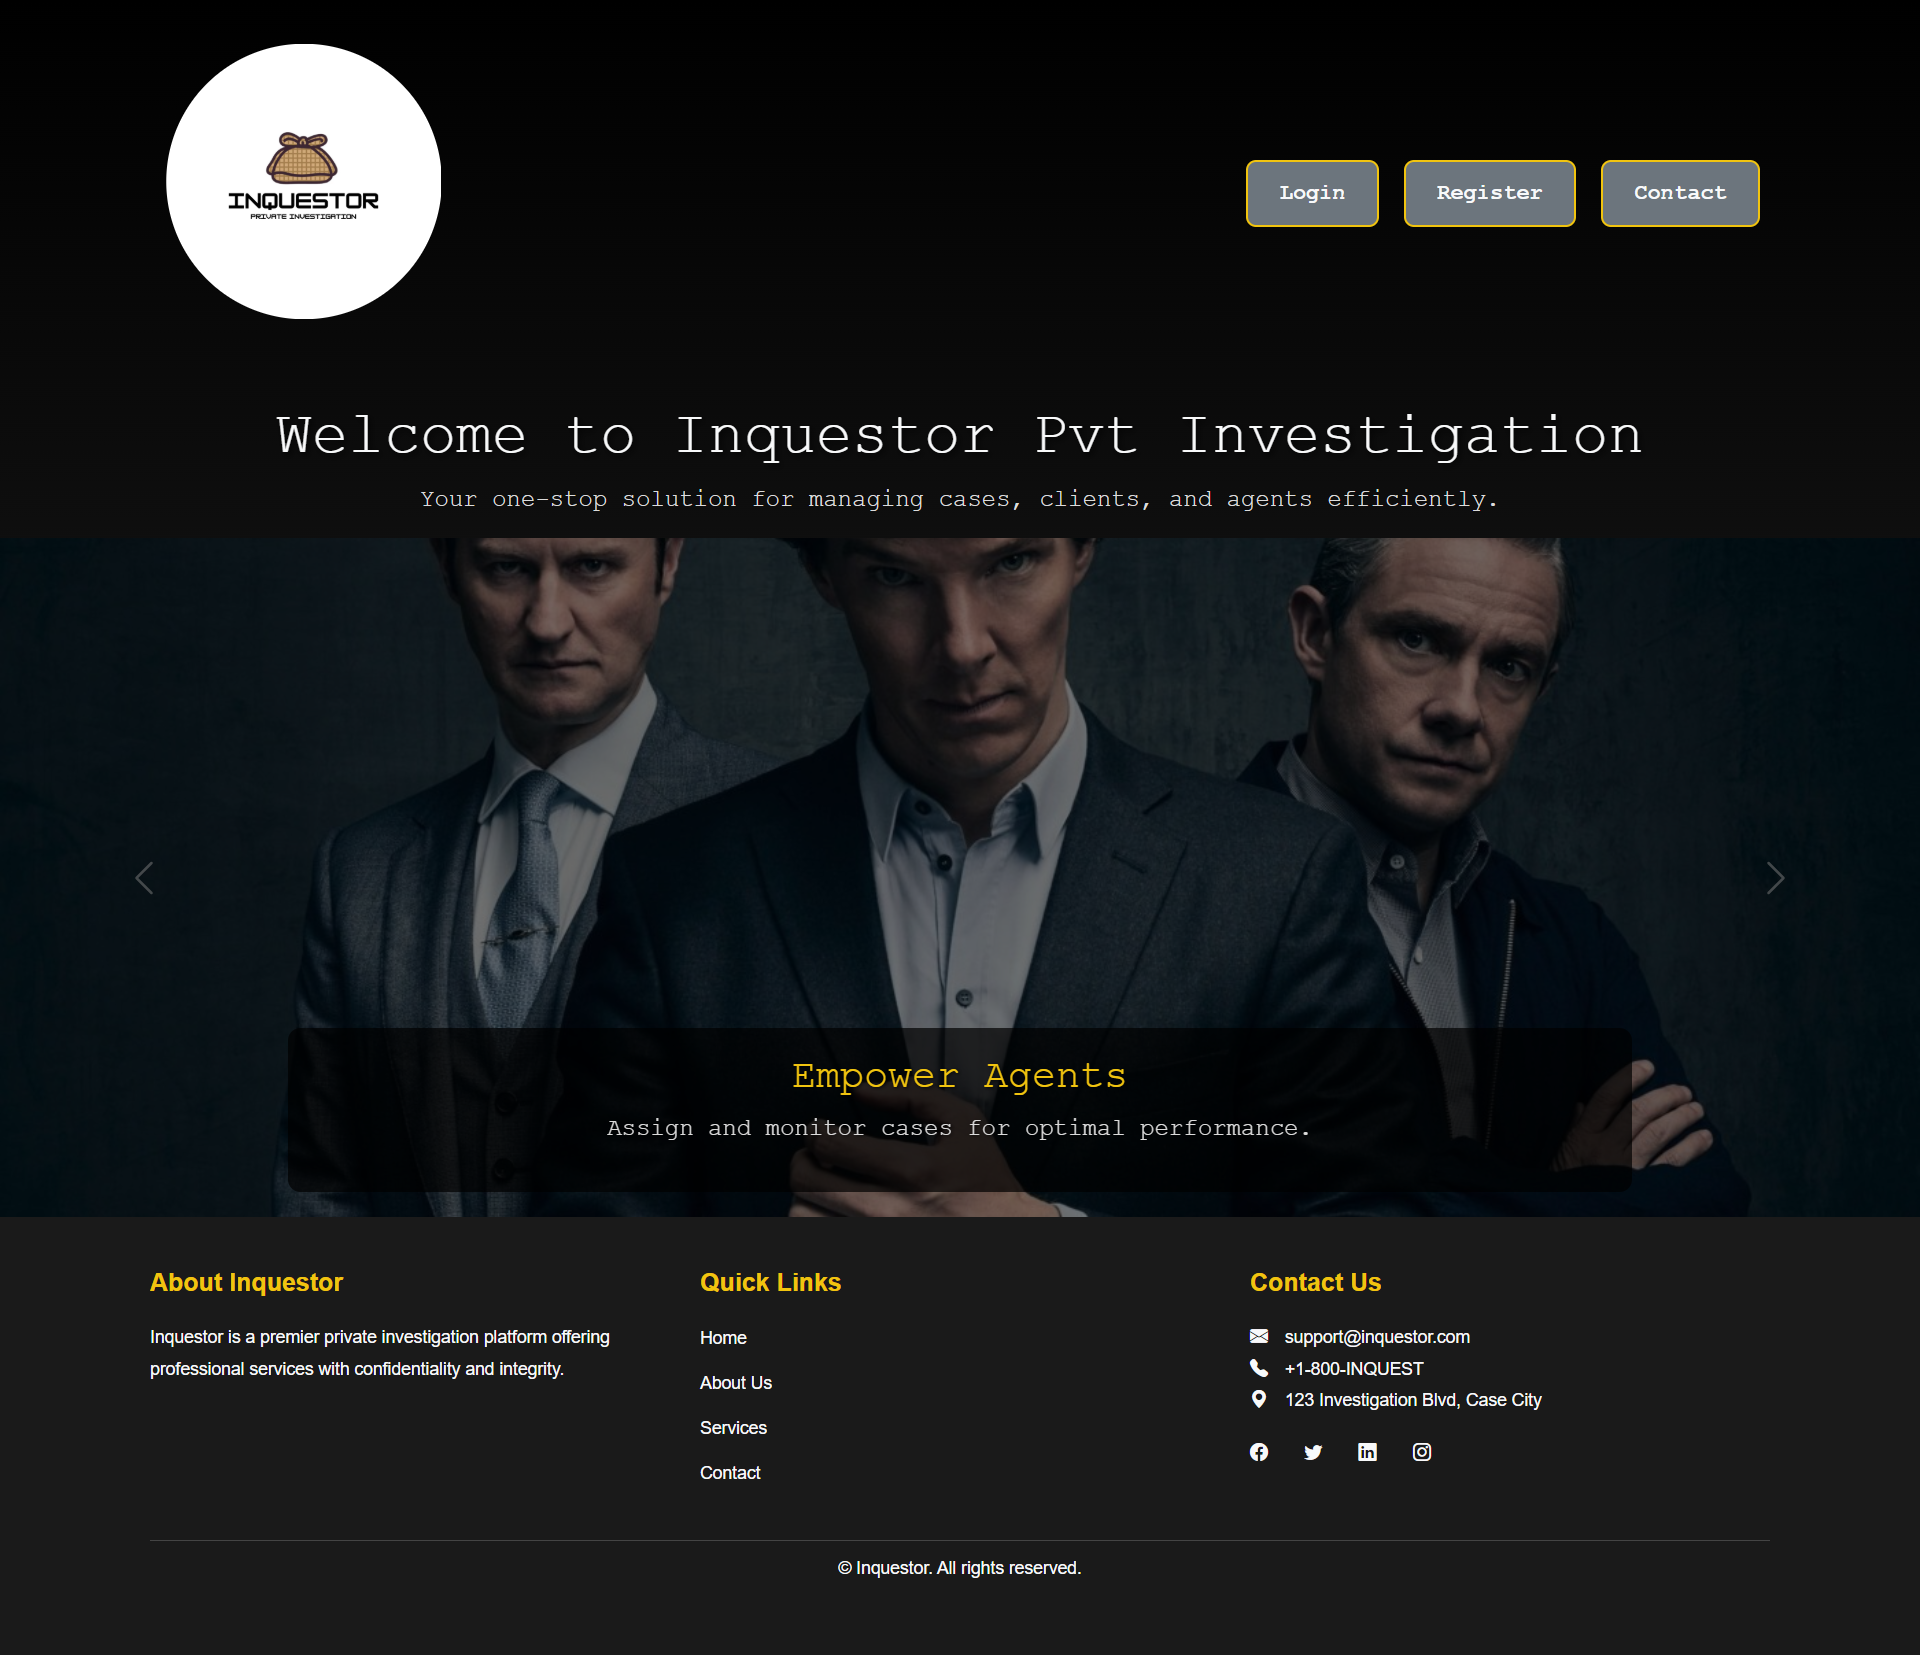 INQUESTOR
PRIVATE INVESTIGATION
Login
Register
Contact
Welcome to Inquestor Pvt Investigation
Your one-stop solution for managing cases, clients, and agents efficiently.
Empower Agents
Assign and monitor cases for optimal performance.
About Inquestor
Inquestor is a premier private investigation platform offering
professional services with confidentiality and integrity.
Quick Links
Home
About Us
Services
Contact
Contact Us
support@inquestor.com
+1-800-INQUEST
123 Investigation Blvd, Case City
© Inquestor. All rights reserved.